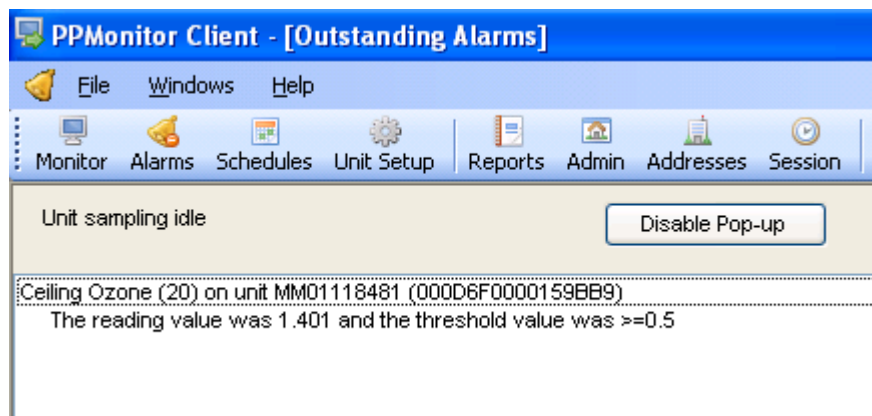 PPMonitor Client - [Outstanding Alarms]
File Windows Help
Monitor Alarms Schedules Unit Setup Reports Admin Addresses Session
Unit sampling idle Disable Pop-up
Ceiling Ozone (20) on unit MM01118481 (000D6F0000159BB9)
The reading value was 1.401 and the threshold value was >=0.5